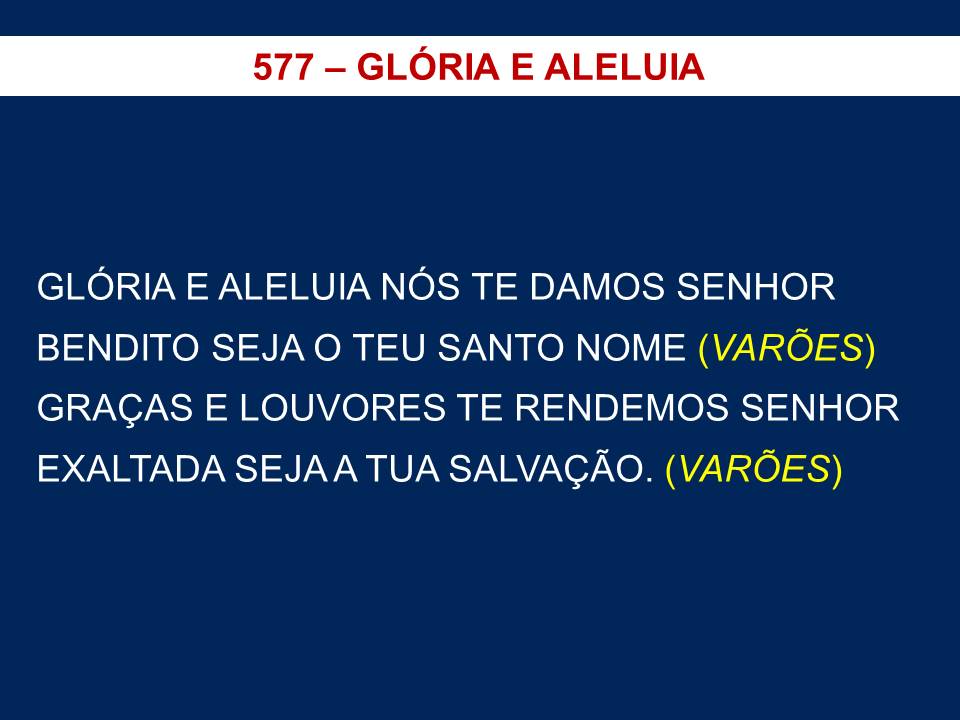 577 – GLÓRIA E ALELUIA
GLÓRIA E ALELUIA NÓS TE DAMOS SENHOR
BENDITO SEJA O TEU SANTO NOME (VARÕES)
GRAÇAS E LOUVORES TE RENDEMOS SENHOR
EXALTADA SEJA A TUA SALVAÇÃO. (VARÕES)